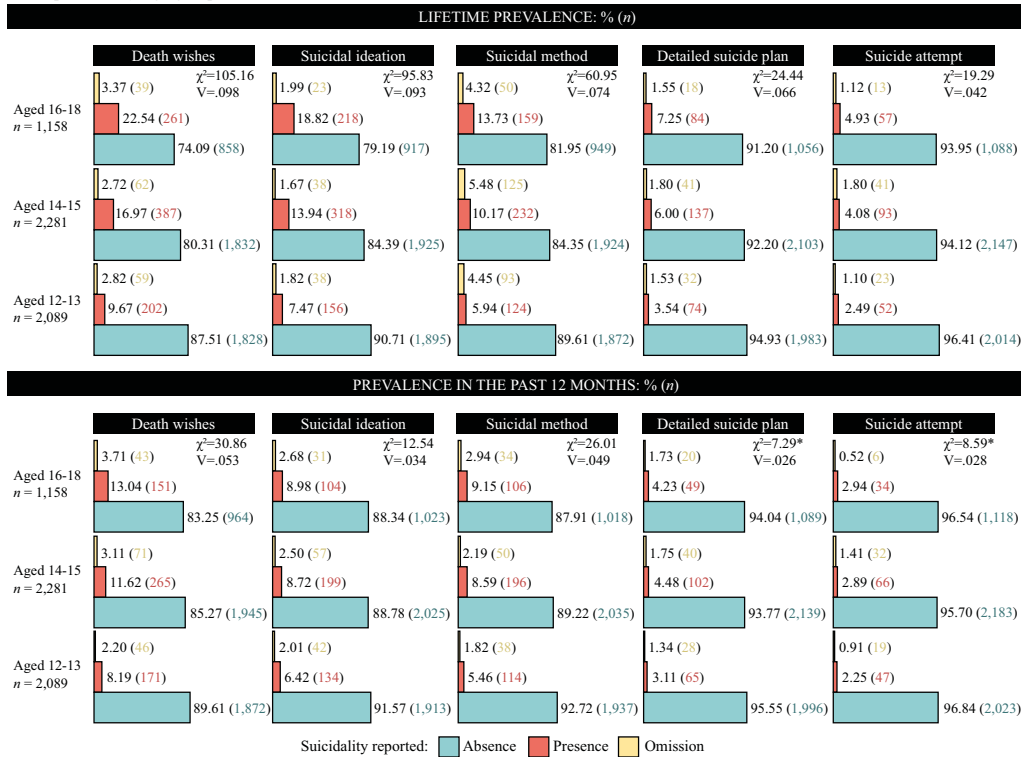 LIFETIME PREVALENCE: % (n)
Death wishes
Suicidal ideation
Suicidal method
Detailed suicide plan
Suicide attempt
Aged 16-18
n = 1,158
3.37 (39)
22.54 (261)
74.09 (858)
χ²=105.16
V=.098
1.99 (23)
18.82 (218)
79.19 (917)
χ²=95.83
V=.093
4.32 (50)
13.73 (159)
81.95 (949)
χ²=60.95
V=.074
1.55 (18)
7.25 (84)
91.20 (1,056)
χ²=24.44
V=.066
1.12 (13)
4.93 (57)
93.95 (1,088)
χ²=19.29
V=.042
Aged 14-15
n = 2,281
2.72 (62)
16.97 (387)
80.31 (1,832)
1.67 (38)
13.94 (318)
84.39 (1,925)
5.48 (125)
10.17 (232)
84.35 (1,924)
1.80 (41)
6.00 (137)
92.20 (2,103)
1.80 (41)
4.08 (93)
94.12 (2,147)
Aged 12-13
n = 2,089
2.82 (59)
9.67 (202)
87.51 (1,828)
1.82 (38)
7.47 (156)
90.71 (1,895)
4.45 (93)
5.94 (124)
89.61 (1,872)
1.53 (32)
3.54 (74)
94.93 (1,983)
1.10 (23)
2.49 (52)
96.41 (2,014)
PREVALENCE IN THE PAST 12 MONTHS: % (n)
Death wishes
Suicidal ideation
Suicidal method
Detailed suicide plan
Suicide attempt
Aged 16-18
n = 1,158
3.71 (43)
13.04 (151)
83.25 (964)
χ²=30.86
V=.053
2.68 (31)
8.98 (104)
88.34 (1,023)
χ²=12.54
V=.034
2.94 (34)
9.15 (106)
87.91 (1,018)
χ²=26.01
V=.049
1.73 (20)
4.23 (49)
94.04 (1,089)
χ²=7.29*
V=.026
0.52 (6)
2.94 (34)
96.54 (1,118)
χ²=8.59*
V=.028
Aged 14-15
n = 2,281
3.11 (71)
11.62 (265)
85.27 (1,945)
2.50 (57)
8.72 (199)
88.78 (2,025)
2.19 (50)
8.59 (196)
89.22 (2,035)
1.75 (40)
4.48 (102)
93.77 (2,139)
1.41 (32)
2.89 (66)
95.70 (2,183)
Aged 12-13
n = 2,089
2.20 (46)
8.19 (171)
89.61 (1,872)
2.01 (42)
6.42 (134)
91.57 (1,913)
1.82 (38)
5.46 (114)
92.72 (1,937)
1.34 (28)
3.11 (65)
95.55 (1,996)
0.91 (19)
2.25 (47)
96.84 (2,023)
Suicidality reported: Absence Presence Omission